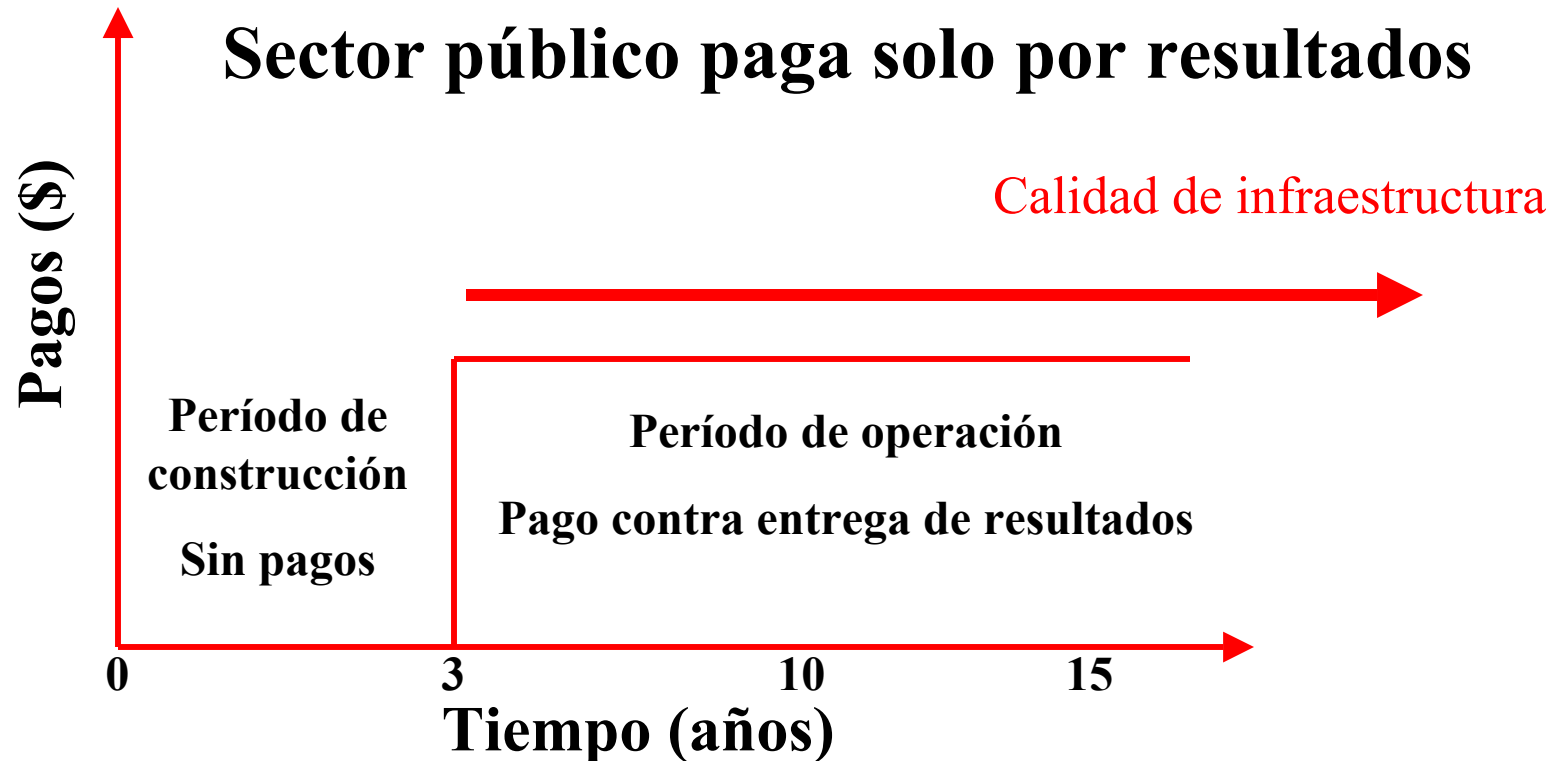 Sector público paga solo por resultados
Calidad de infraestructura
Pagos ($)
Período de
construcción
Sin pagos
Período de operación
Pago contra entrega de resultados
0 3 10 15
Tiempo (años)